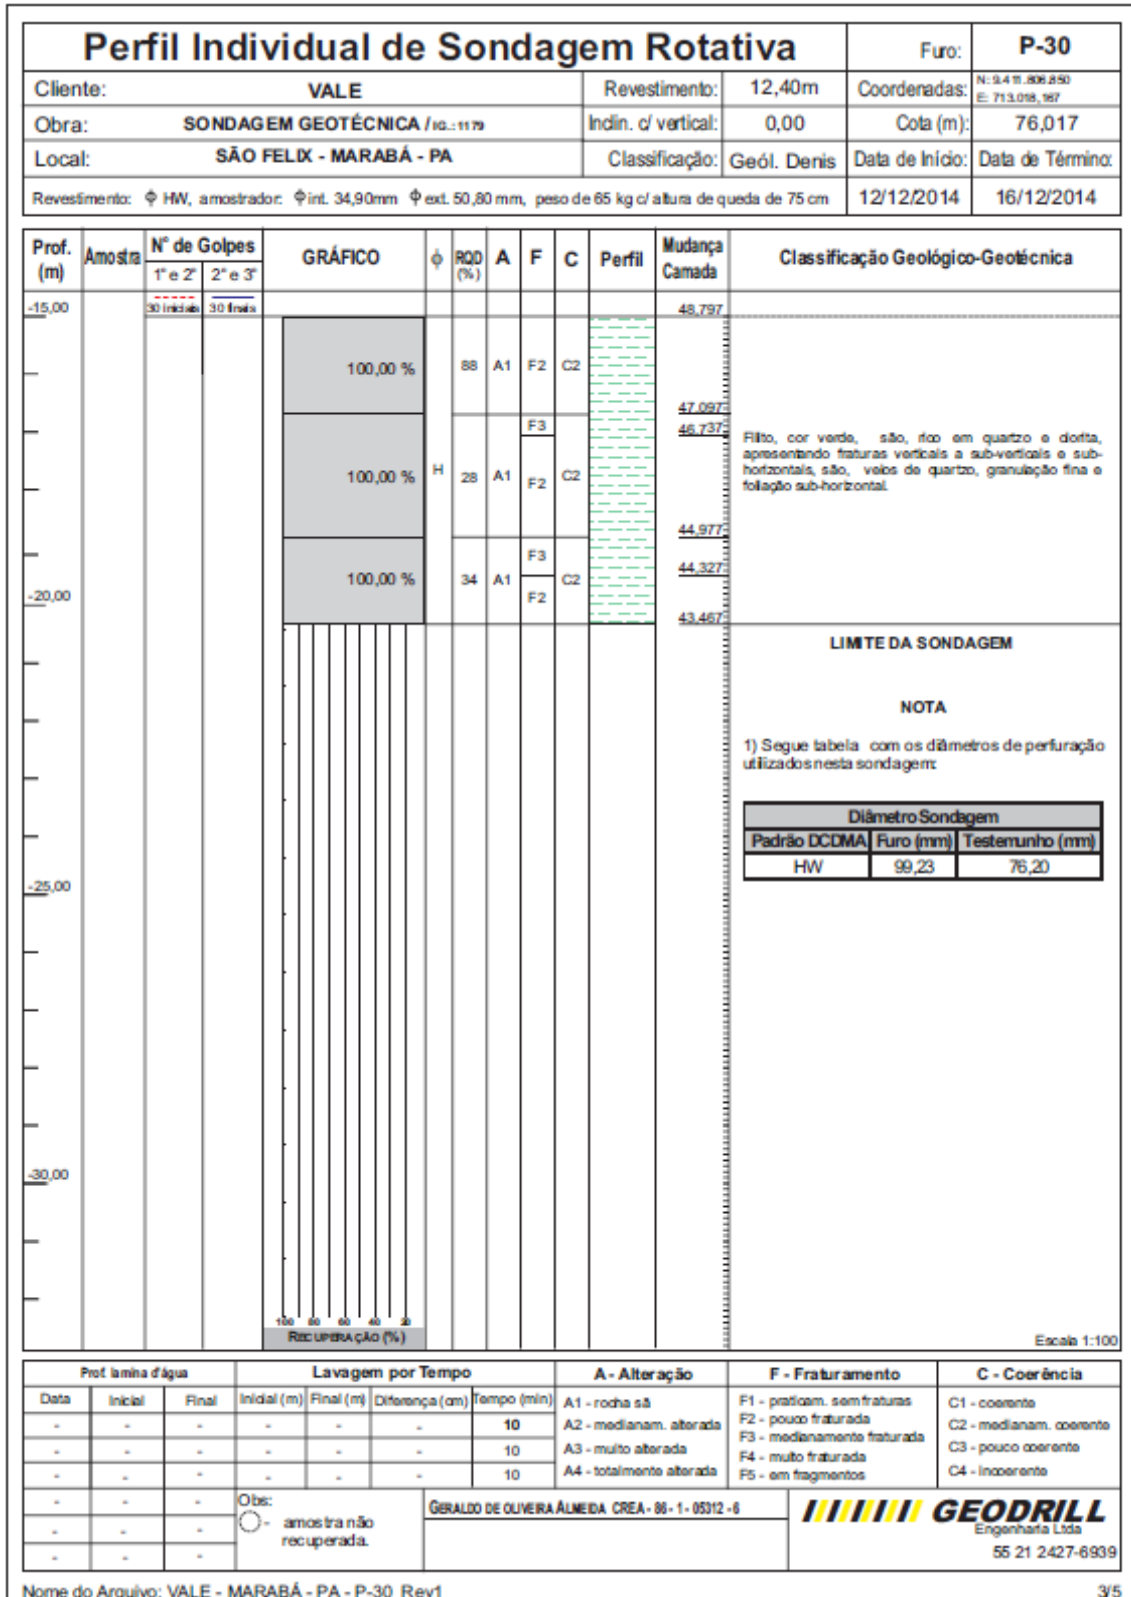 Perfil Individual de Sondagem Rotativa
Furo: P-30
Cliente: VALE
Revestimento: 12,40m
Coordenadas: N: 9.411.806.850
E: 713.018,167
Obra: SONDAGEM GEOTÉCNICA / IG.: 1179
Inclin. c/ vertical: 0,00
Cota (m): 76,017
Local: SÃO FELIX - MARABÁ - PA
Classificação: Geól. Denis
Data de Início: Data de Término:
Revestimento: ϕ HW, amostrador: ϕ int. 34,90mm ϕ ext. 50,80 mm, peso de 65 kg c/ altura de queda de 75 cm
12/12/2014 16/12/2014
Prof. (m) Amostra Nº de Golpes GRÁFICO ϕ RQD (%) A F C Perfil Mudança Camada Classificação Geológico-Geotécnica
1º e 2º 2º e 3º
30 iniciais 30 finais
-15,00 48,797
100,00 % 88 A1 F2 C2
47,097
F3 46,737
100,00 % H 28 A1 F2 C2
Filito, cor verde, são, rico em quartzo e clorita,
apresentando fraturas verticais a sub-verticais e sub-
horizontais, são, veios de quartzo, granulação fina e
foliação sub-horizontal.
44,977
F3
44,327
100,00 % 34 A1 C2
-20,00 F2
43,467
LIMITE DA SONDAGEM
NOTA
1) Segue tabela com os diâmetros de perfuração
utilizados nesta sondagem:
Diâmetro Sondagem
Padrão DCDMA Furo (mm) Testemunho (mm)
HW 99,23 76,20
-25,00
-30,00
100 80 60 40 20
RECUPERAÇÃO (%)
Escala 1:100
Prof. lamina d'água
Data Inicial Final
- - -
- - -
- - -
- - -
- - -
- - -
Lavagem por Tempo
Inicial (m) Final (m) Diferença (cm) Tempo (min)
- - - 10
- - - 10
- - - 10
A - Alteração
A1 - rocha sã
A2 - medianam. alterada
A3 - muito alterada
A4 - totalmente alterada
F - Fraturamento
F1 - praticam. sem fraturas
F2 - pouco fraturada
F3 - medianamente fraturada
F4 - muito fraturada
F5 - em fragmentos
C - Coerência
C1 - coerente
C2 - medianam. coerente
C3 - pouco coerente
C4 - incoerente
Obs:
- amostra não
recuperada.
GERALDO DE OLIVEIRA ALMEIDA CREA - 86 - 1 - 05312 - 6
GEODRILL
Engenharia Ltda
55 21 2427-6939
Nome do Arquivo: VALE - MARABÁ - PA - P-30_Rev1
3/5